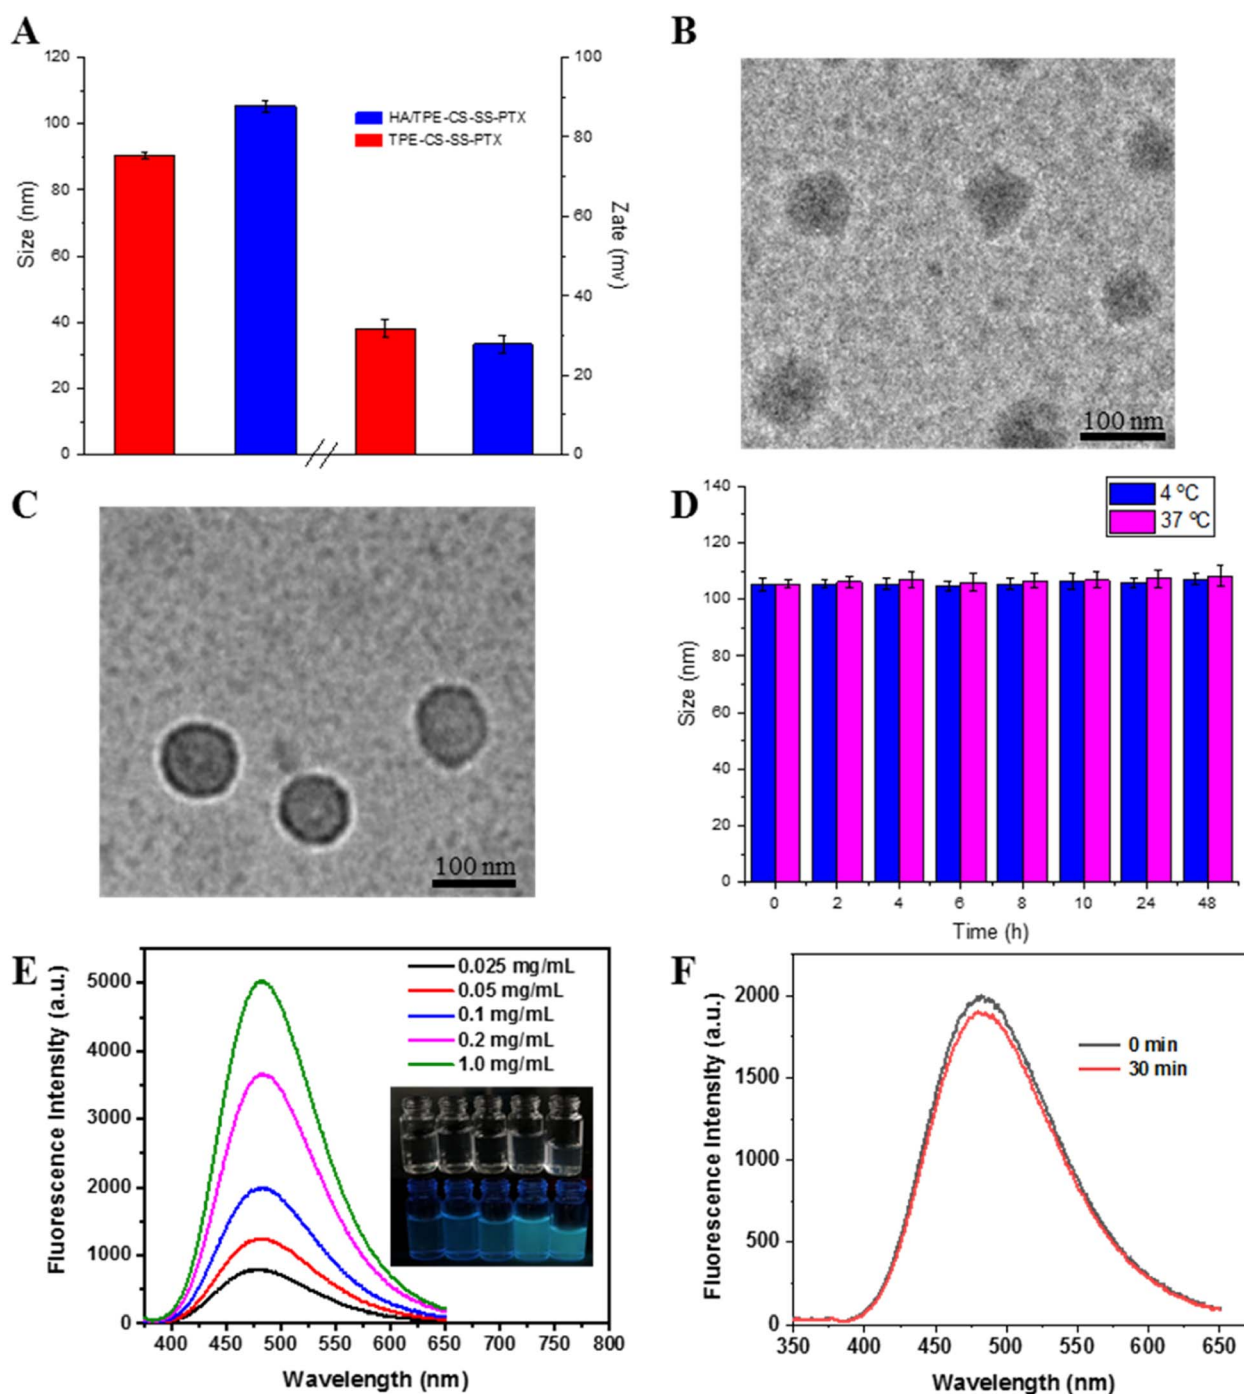 A
120
100
80
60
40
20
0
Size (nm)
HA/TPE-CS-SS-PTX
TPE-CS-SS-PTX
100
80
60
40
20
0
Zate (mv)
B
100 nm
C
100 nm
D
140
120
100
80
60
40
20
0
Size (nm)
4 ºC
37 ºC
0 2 4 6 8 10 24 48
Time (h)
E
5000
4000
3000
2000
1000
0
Fluorescence Intensity (a.u.)
0.025 mg/mL
0.05 mg/mL
0.1 mg/mL
0.2 mg/mL
1.0 mg/mL
400 450 500 550 600 650 700 750 800
Wavelength (nm)
F
2000
1500
1000
500
0
Fluorescence Intensity (a.u.)
0 min
30 min
350 400 450 500 550 600 650
Wavelength (nm)